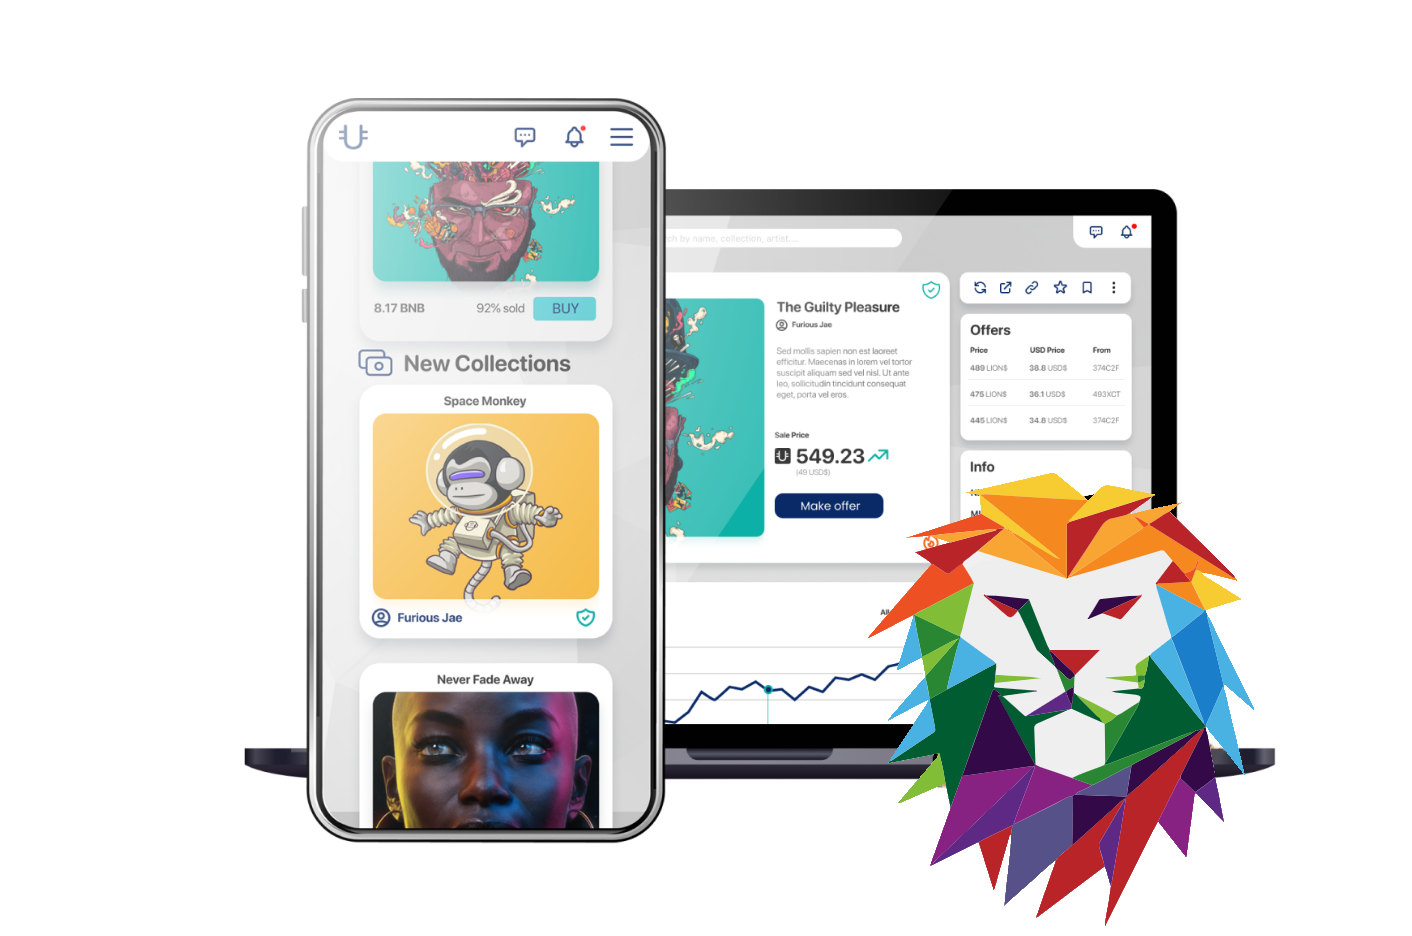 8.17 BNB
92% sold
BUY
New Collections
Space Monkey
Furious Jae
Never Fade Away
by name, collection, artist...
The Guilty Pleasure
Furious Jae
Sed mollis sapien non est laoreet
efficitur. Maecenas in lorem vel tortor
suscipit aliquam sed vel nisl. Ut ante
leo, sollicitudin tincidunt consequat
eget, porta vel eros.
Sale Price
549.23
(49 USD$)
Make offer
Offers
Price USD Price From
489 LION$ 38.8 USD$ 374C2F
475 LION$ 36.1 USD$ 493XCT
445 LION$ 34.8 USD$ 374C2F
Info
All